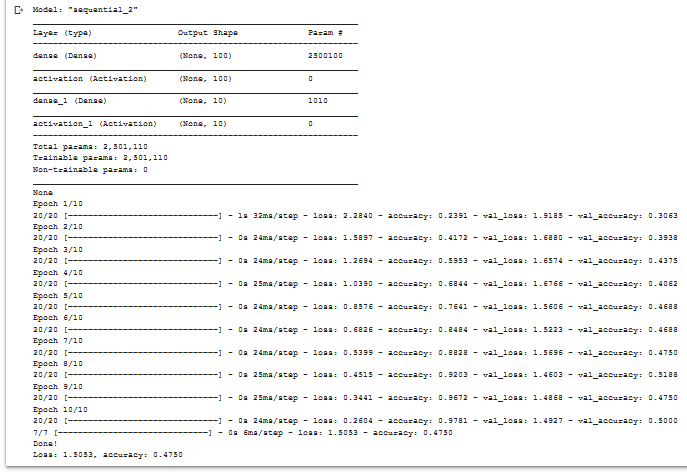 Model: "sequential_2"
Layer (type) Output Shape Param #
dense (Dense) (None, 100) 2500100
activation (Activation) (None, 100) 0
dense_1 (Dense) (None, 10) 1010
activation_1 (Activation) (None, 10) 0
Total params: 2,501,110
Trainable params: 2,501,110
Non-trainable params: 0
None
Epoch 1/10
20/20 [==============================] - 1s 32ms/step - loss: 2.2840 - accuracy: 0.2391 - val_loss: 1.9185 - val_accuracy: 0.3063
Epoch 2/10
20/20 [==============================] - 0s 24ms/step - loss: 1.5897 - accuracy: 0.4172 - val_loss: 1.6880 - val_accuracy: 0.3938
Epoch 3/10
20/20 [==============================] - 0s 24ms/step - loss: 1.2694 - accuracy: 0.5953 - val_loss: 1.6574 - val_accuracy: 0.4375
Epoch 4/10
20/20 [==============================] - 0s 25ms/step - loss: 1.0390 - accuracy: 0.6844 - val_loss: 1.6766 - val_accuracy: 0.4062
Epoch 5/10
20/20 [==============================] - 0s 24ms/step - loss: 0.8576 - accuracy: 0.7641 - val_loss: 1.5606 - val_accuracy: 0.4688
Epoch 6/10
20/20 [==============================] - 0s 24ms/step - loss: 0.6826 - accuracy: 0.8484 - val_loss: 1.5223 - val_accuracy: 0.4688
Epoch 7/10
20/20 [==============================] - 0s 24ms/step - loss: 0.5399 - accuracy: 0.8828 - val_loss: 1.5696 - val_accuracy: 0.4750
Epoch 8/10
20/20 [==============================] - 0s 25ms/step - loss: 0.4515 - accuracy: 0.9203 - val_loss: 1.4603 - val_accuracy: 0.5188
Epoch 9/10
20/20 [==============================] - 0s 25ms/step - loss: 0.3441 - accuracy: 0.9672 - val_loss: 1.4868 - val_accuracy: 0.4750
Epoch 10/10
20/20 [==============================] - 0s 24ms/step - loss: 0.2604 - accuracy: 0.9781 - val_loss: 1.4927 - val_accuracy: 0.5000
7/7 [==============================] - 0s 6ms/step - loss: 1.5053 - accuracy: 0.4750
Done!
Loss: 1.5053, accuracy: 0.4750